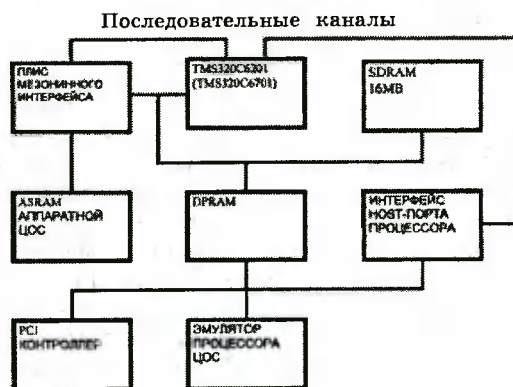 Последовательные каналы
ПЛИС
МЕЗОНИННОГО
ИНТЕРФЕЙСА
TMS320C6201
(TMS320C6701)
SDRAM
16MB
ASRAM
АППАРАТНОЙ
ЦОС
DPRAM
ИНТЕРФЕЙС
HOST-ПОРТА
ПРОЦЕССОРА
PCI
КОНТРОЛЛЕР
ЭМУЛЯТОР
ПРОЦЕССОРА
ЦОС